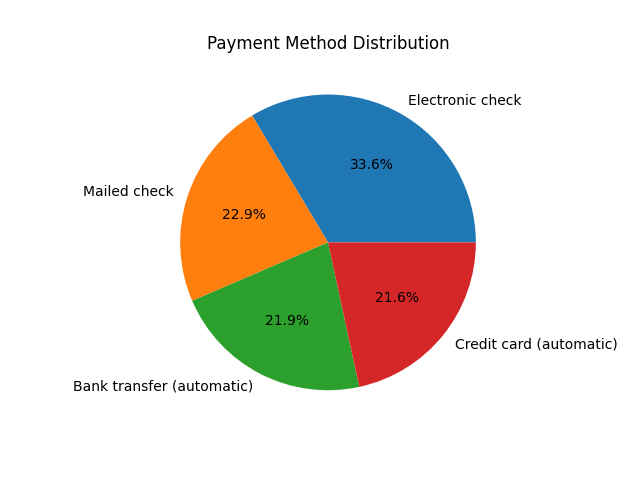 Payment Method Distribution
Electronic check
33.6%
Mailed check
22.9%
21.9%
21.6%
Credit card (automatic)
Bank transfer (automatic)